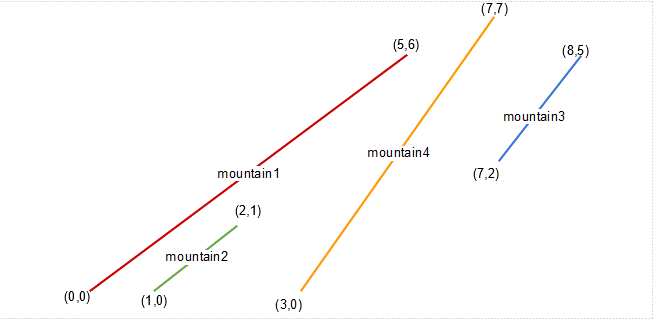 (7,7)
(5,6)
(8,5)
mountain3
mountain4
mountain1
(7,2)
(2,1)
mountain2
(0,0)
(1,0)
(3,0)